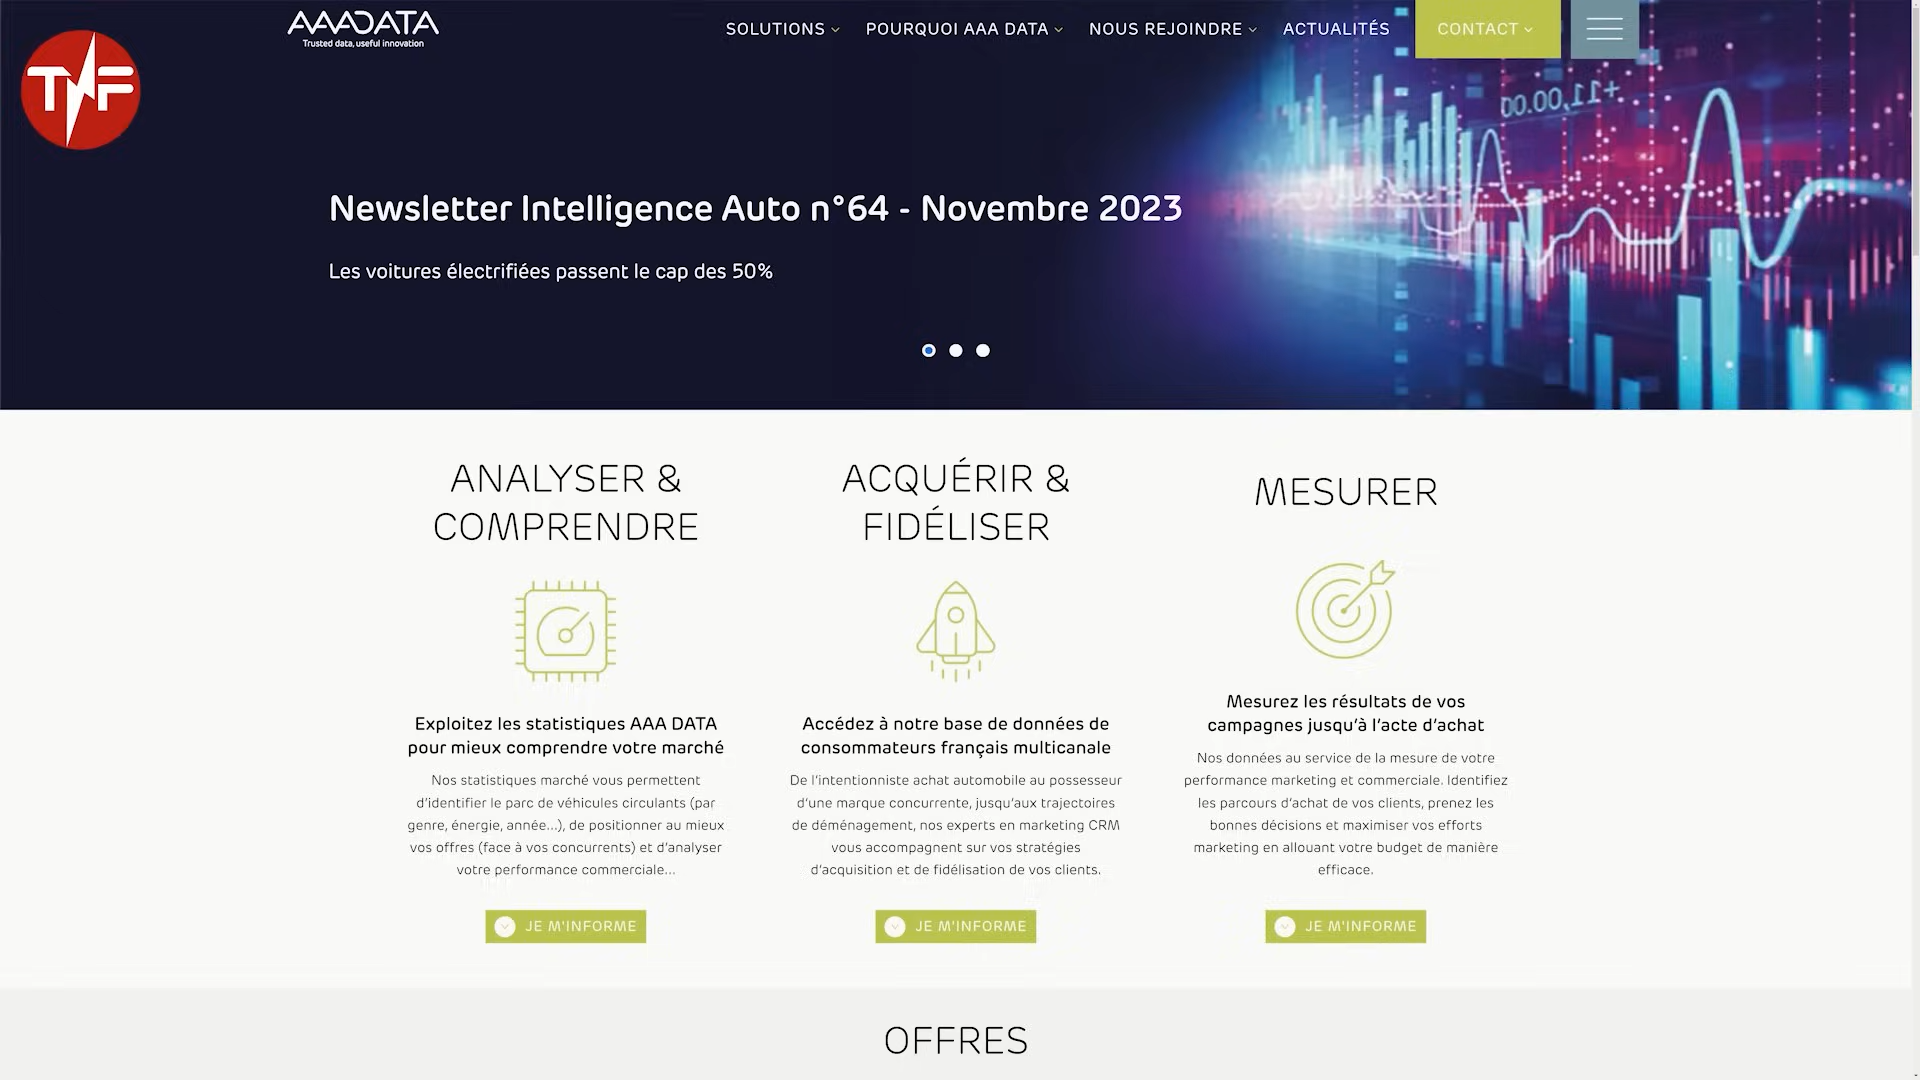 AAADATA
Trusted data, useful innovation
SOLUTIONS
POURQUOI AAA DATA
NOUS REJOINDRE
ACTUALITÉS
CONTACT
TNF
+11,00.00
Newsletter Intelligence Auto n°64 - Novembre 2023
Les voitures électrifiées passent le cap des 50%
ANALYSER &
COMPRENDRE
Exploitez les statistiques AAA DATA
pour mieux comprendre votre marché
Nos statistiques marché vous permettent
d'identifier le parc de véhicules circulants (par
genre, énergie, année...), de positionner au mieux
vos offres (face à vos concurrents) et d'analyser
votre performance commerciale...
JE M'INFORME
ACQUÉRIR &
FIDÉLISER
Accédez à notre base de données de
consommateurs français multicanale
De l'intentionniste achat automobile au possesseur
d'une marque concurrente, jusqu'aux trajectoires
de déménagement, nos experts en marketing CRM
vous accompagnent sur vos stratégies
d'acquisition et de fidélisation de vos clients.
JE M'INFORME
MESURER
Mesurez les résultats de vos
campagnes jusqu'à l'acte d'achat
Nos données au service de la mesure de votre
performance marketing et commerciale. Identifiez
les parcours d'achat de vos clients, prenez les
bonnes décisions et maximiser vos efforts
marketing en allouant votre budget de manière
efficace.
JE M'INFORME
OFFRES